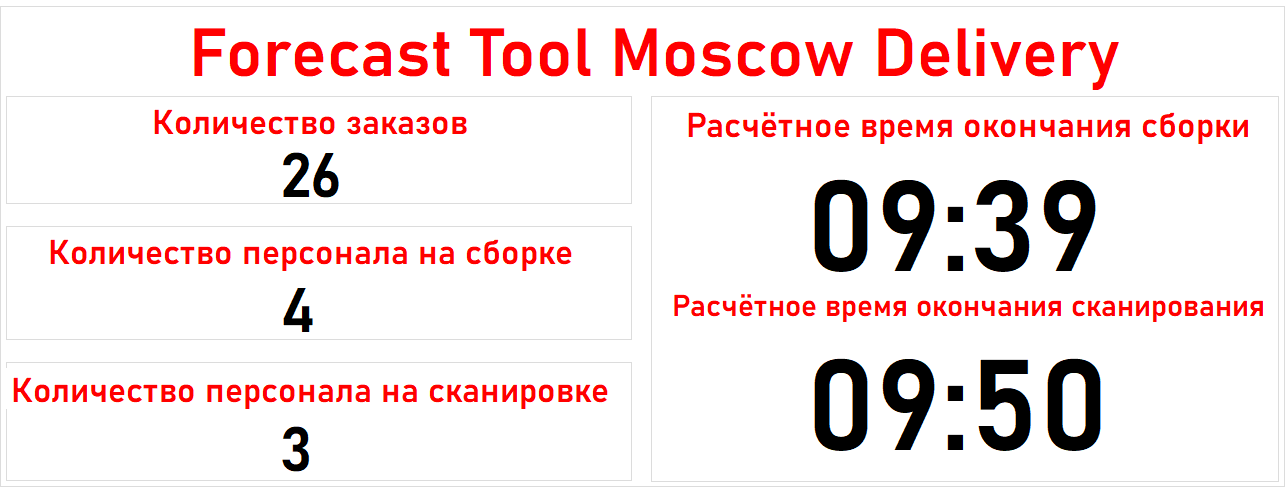 Forecast Tool Moscow Delivery
Количество заказов
26
Количество персонала на сборке
4
Количество персонала на сканировке
3
Расчётное время окончания сборки
09:39
Расчётное время окончания сканирования
09:50